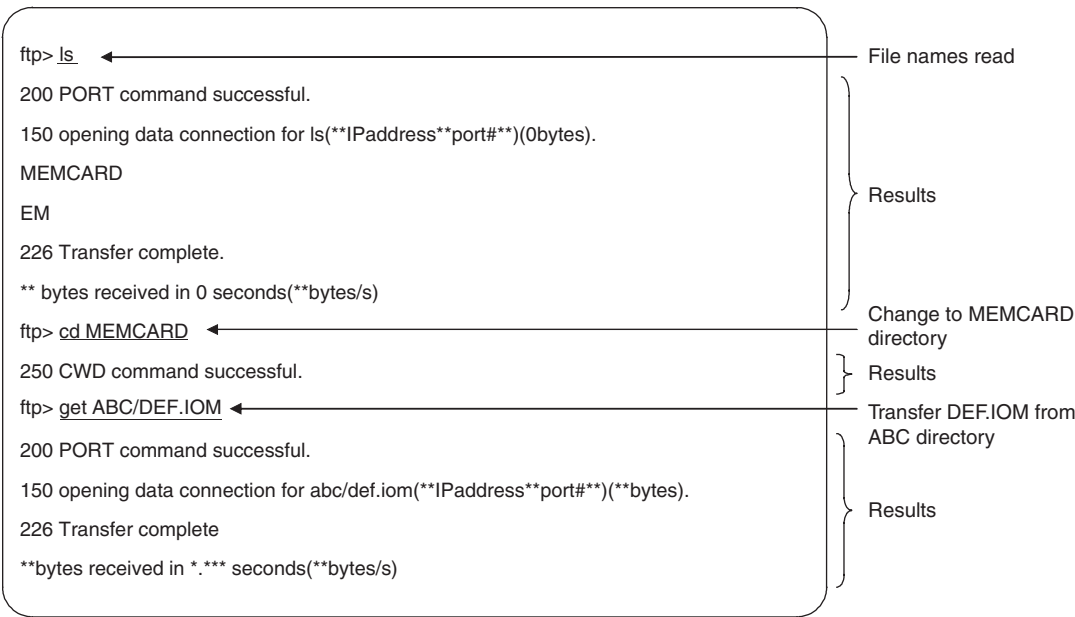 ftp> ls
File names read
200 PORT command successful.
150 opening data connection for ls(**IPaddress**port#**)(0bytes).
MEMCARD
EM
226 Transfer complete.
** bytes received in 0 seconds(**bytes/s)
Results
ftp> cd MEMCARD
Change to MEMCARD
directory
250 CWD command successful.
Results
ftp> get ABC/DEF.IOM
Transfer DEF.IOM from
ABC directory
200 PORT command successful.
150 opening data connection for abc/def.iom(**IPaddress**port#**)(**bytes).
226 Transfer complete
**bytes received in *.*** seconds(**bytes/s)
Results